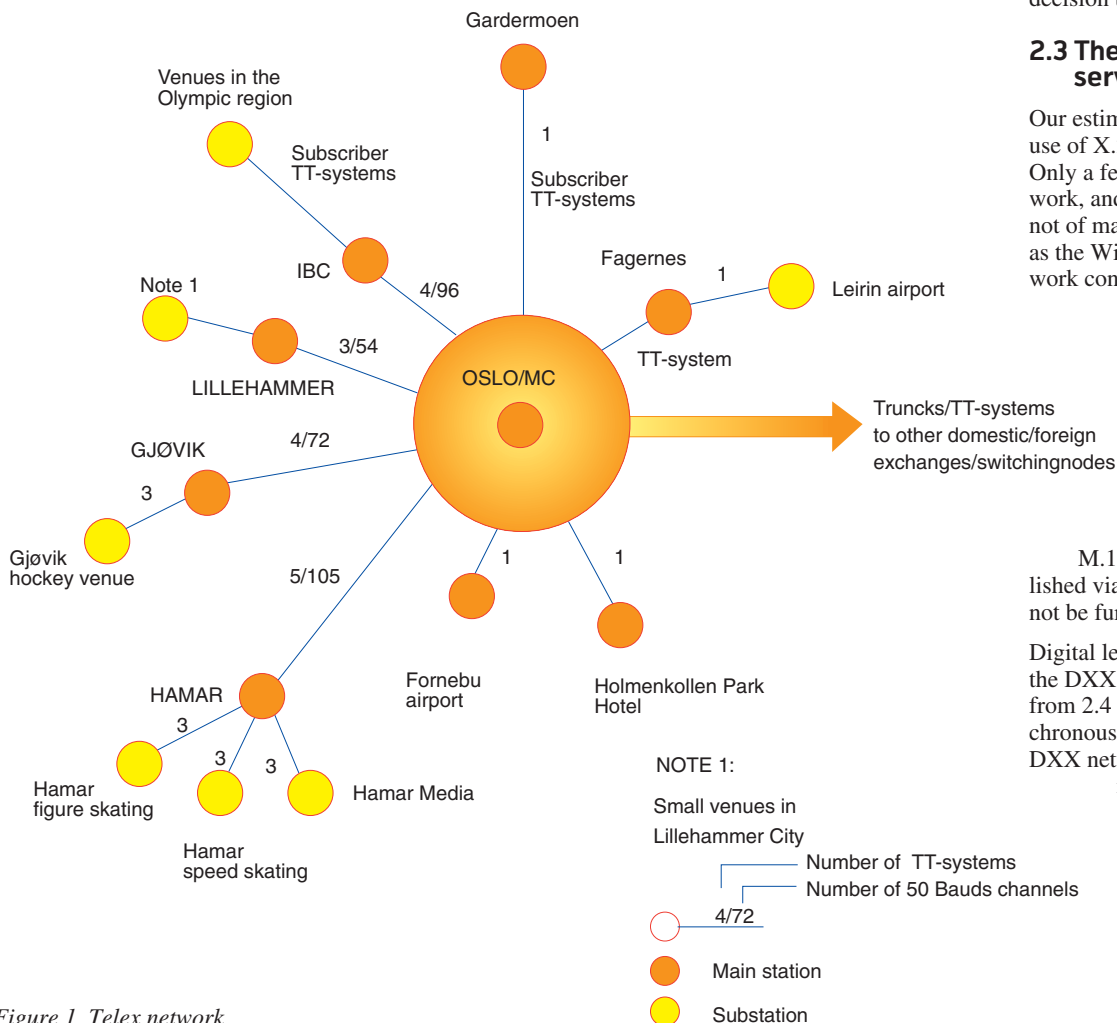 decision
Gardermoen
2.3 The
serv
Venues in the
Olympic region
Our estim
use of X.
Only a fe
work, and
not of ma
as the Wi
work con
1
Subscriber
TT-systems
Subscriber
TT-systems
Fagernes
1
Leirin airport
IBC
4/96
Note 1
3/54
TT-system
LILLEHAMMER
OSLO/MC
Truncks/TT-systems
to other domestic/foreign
exchanges/switchingnodes
4/72
GJØVIK
3
Gjøvik
hockey venue
5/105
1
1
M.1
lished via
not be fur
Digital le
the DXX
from 2.4
chronous
DXX net
Fornebu
airport
Holmenkollen Park
Hotel
HAMAR
3
3
3
Hamar
figure skating
Hamar Media
Hamar
speed skating
NOTE 1:
Small venues in
Lillehammer City
Number of TT-systems
Number of 50 Bauds channels
4/72
Main station
Substation
Figure 1 Telex network